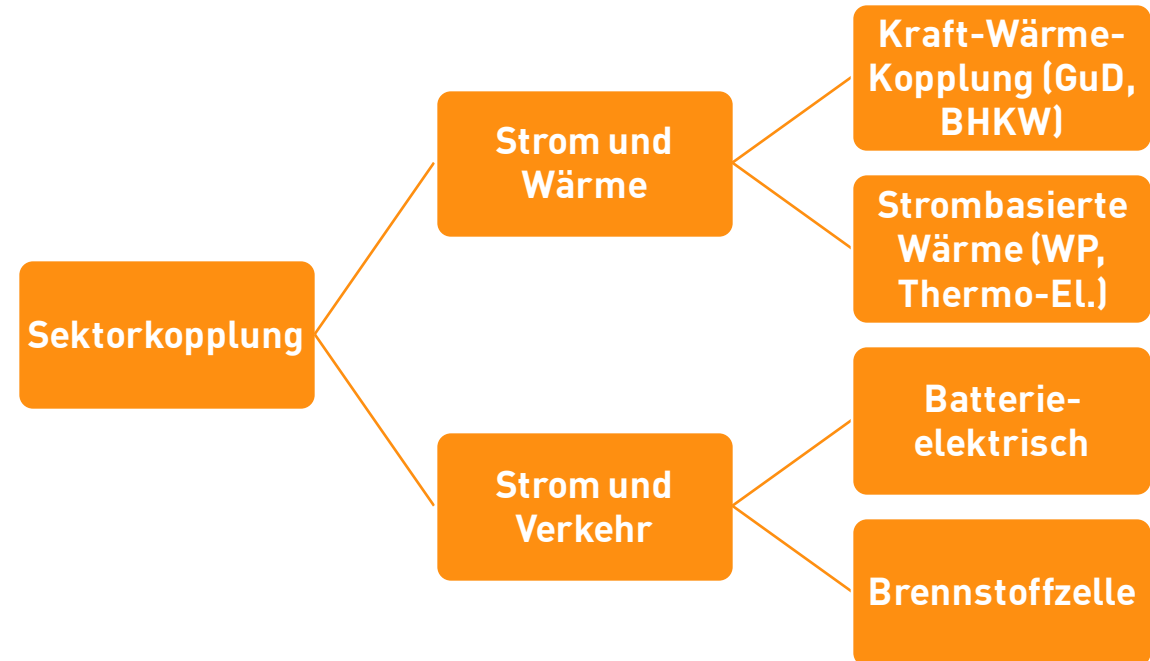 Sektorkopplung
Strom und
Wärme
Kraft-Wärme-
Kopplung (GuD,
BHKW)
Strombasierte
Wärme (WP,
Thermo-El.)
Strom und
Verkehr
Batterie-
elektrisch
Brennstoffzelle